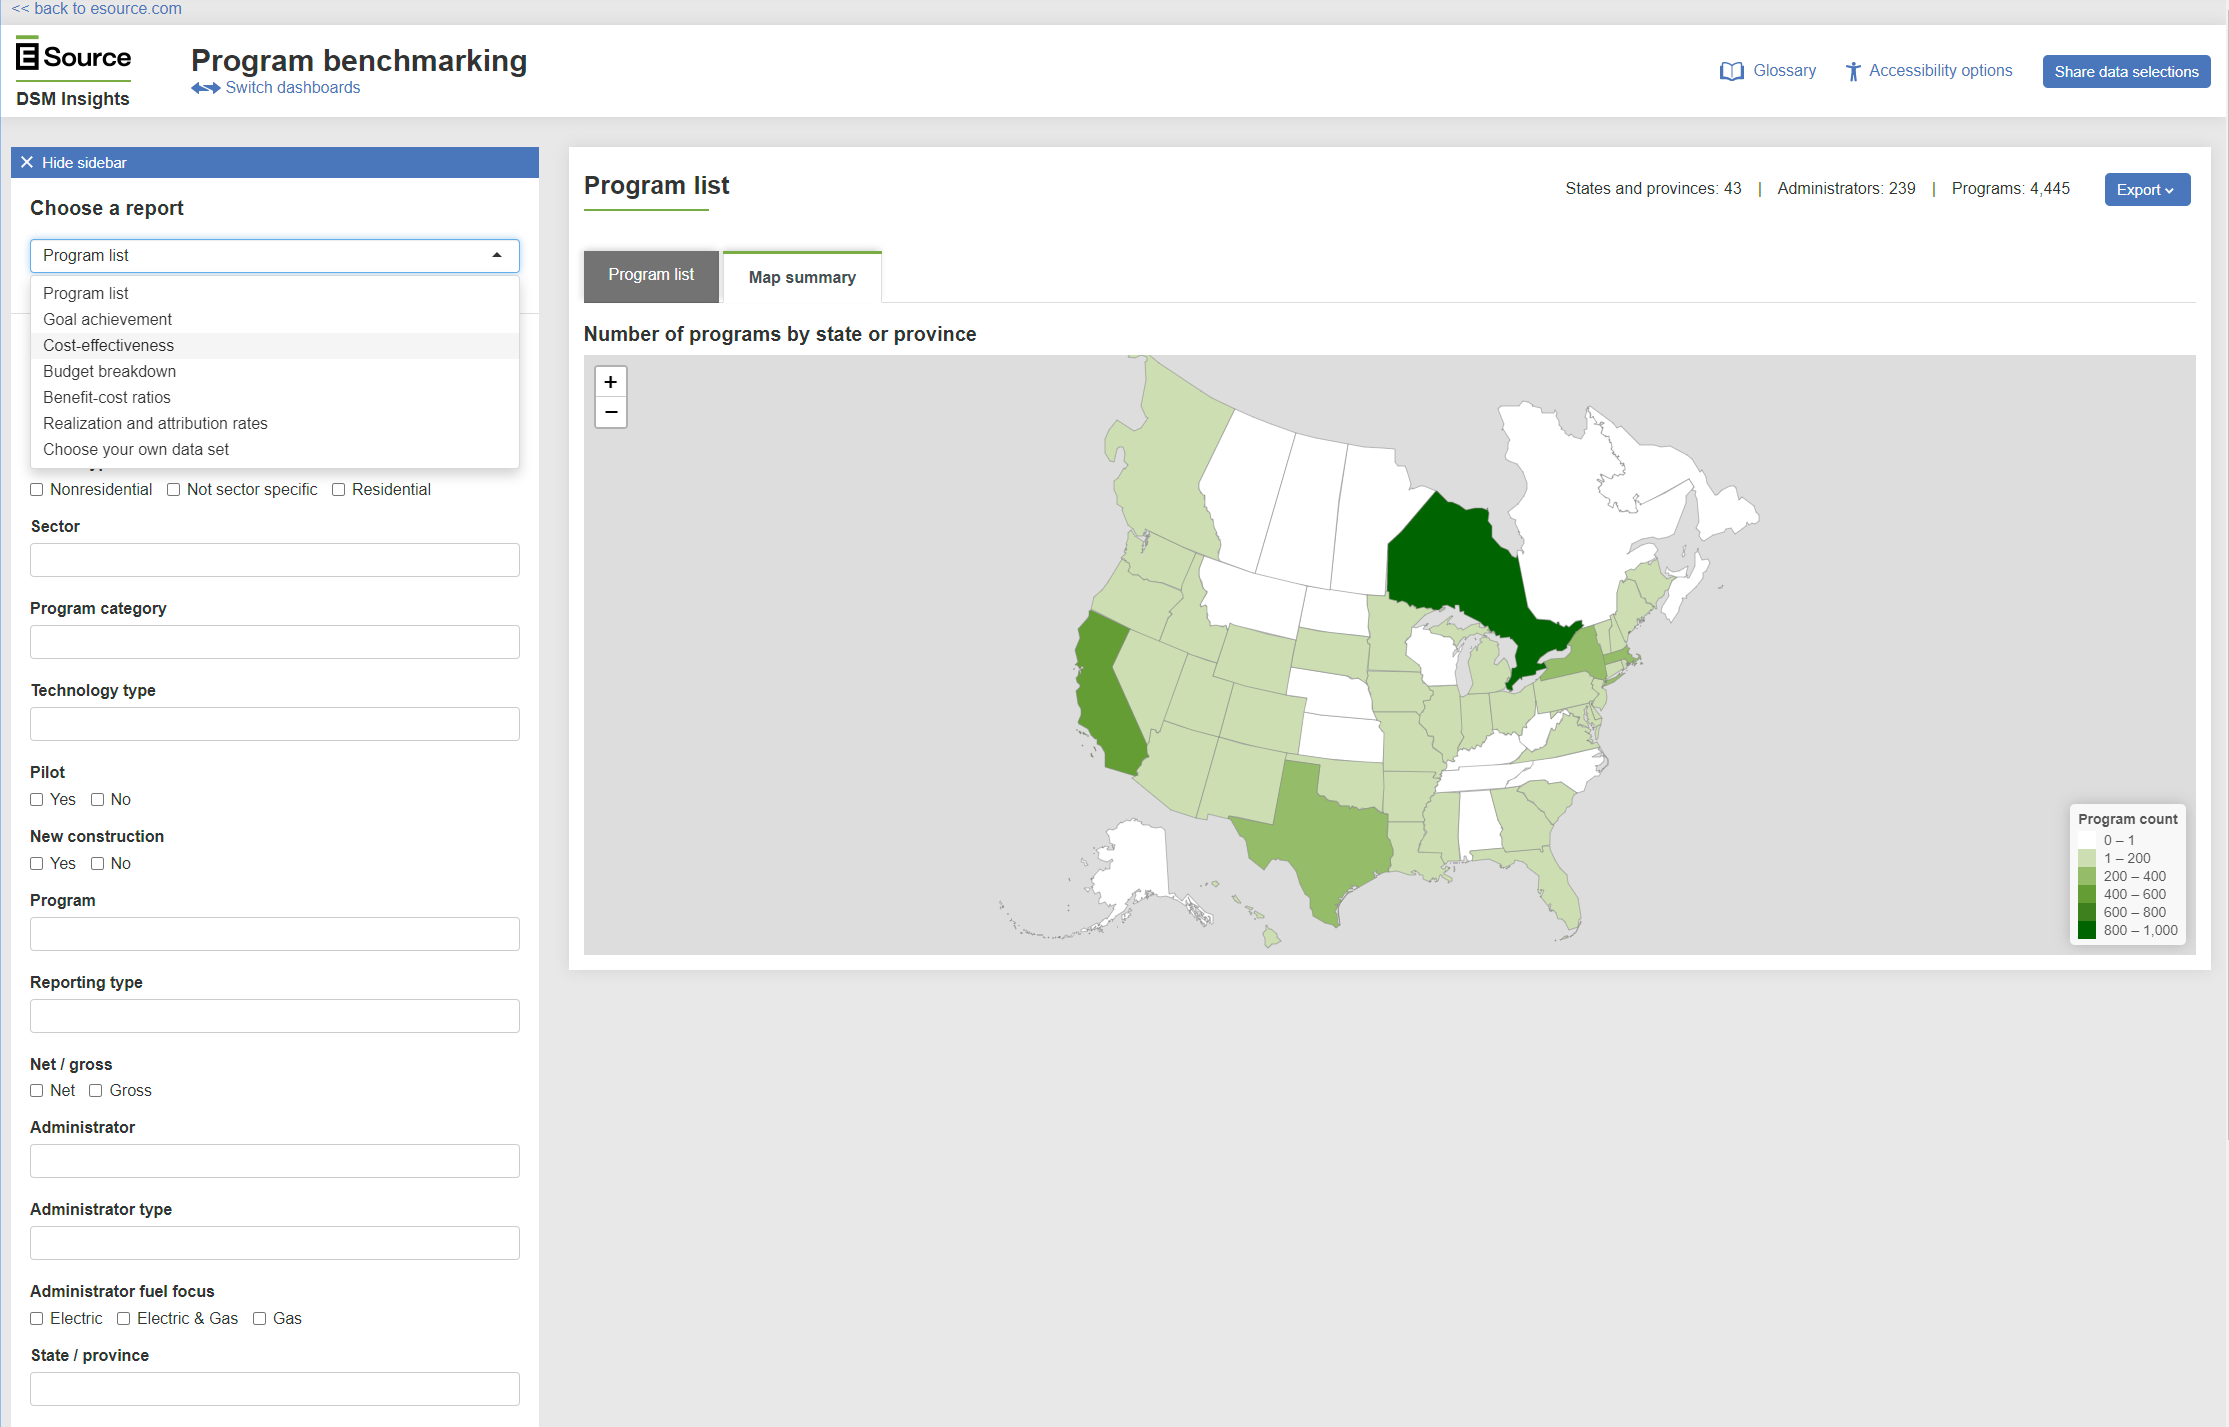 << back to esource.com
E Source
DSM Insights
Program benchmarking
Switch dashboards
Glossary
Accessibility options
Share data selections
Hide sidebar
Choose a report
Program list
Program list
Goal achievement
Cost-effectiveness
Budget breakdown
Benefit-cost ratios
Realization and attribution rates
Choose your own data set
Nonresidential
Not sector specific
Residential
Sector
Program category
Technology type
Pilot
Yes
No
New construction
Yes
No
Program
Reporting type
Net / gross
Net
Gross
Administrator
Administrator type
Administrator fuel focus
Electric
Electric & Gas
Gas
State / province
Program list
States and provinces: 43 | Administrators: 239 | Programs: 4,445
Export
Program list
Map summary
Number of programs by state or province
+
−
Program count
0 – 1
1 – 200
200 – 400
400 – 600
600 – 800
800 – 1,000